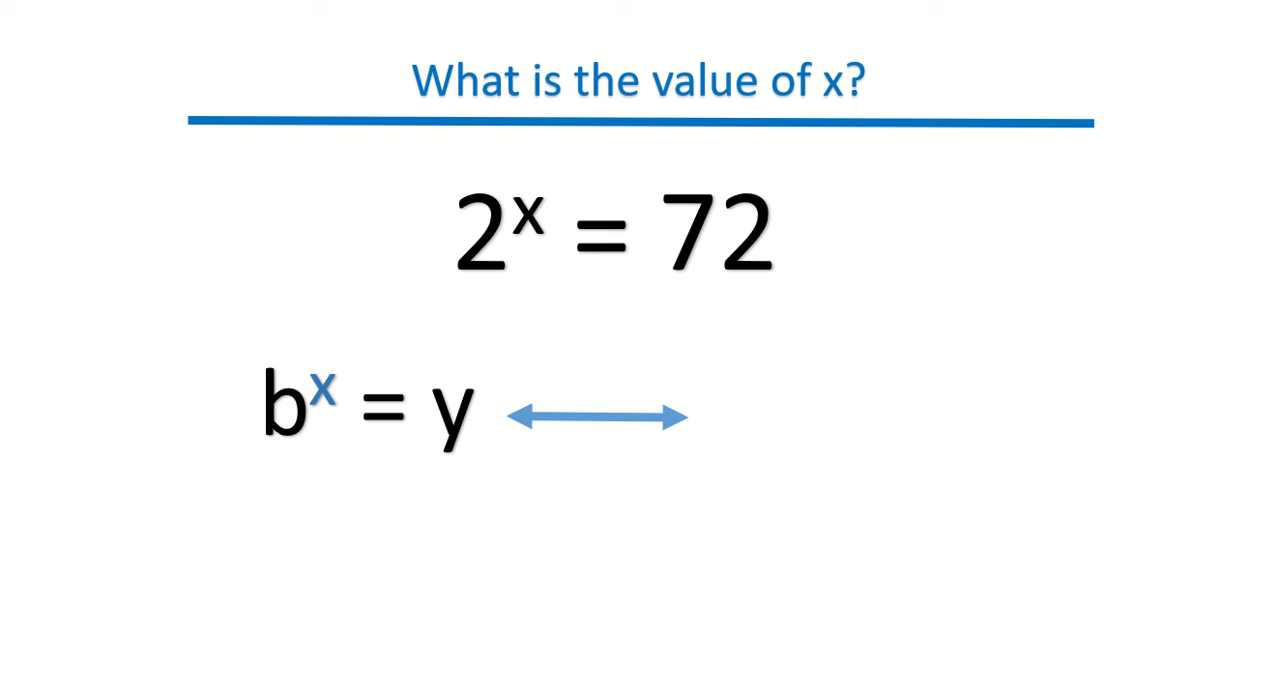 What is the value of x?
2ˣ = 72
bˣ = y